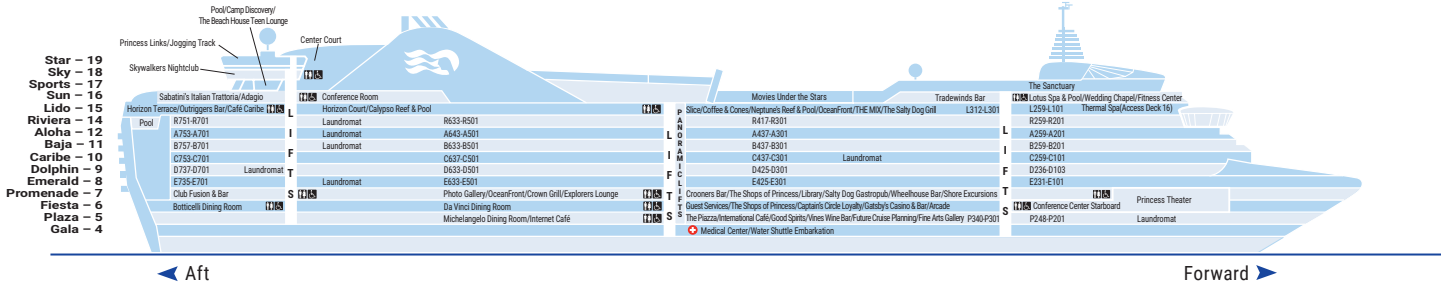 Pool/Camp Discovery/
The Beach House Teen Lounge
Princess Links/Jogging Track
Center Court
Skywalkers Nightclub
Star – 19
Sky – 18
Sports – 17
The Sanctuary
Sun – 16
Sabatini's Italian Trattoria/Adagio
Conference Room
Movies Under the Stars
Tradewinds Bar
Lotus Spa & Pool/Wedding Chapel/Fitness Center
Lido – 15
Horizon Terrace/Outriggers Bar/Café Caribe
Horizon Court/Calypso Reef & Pool
Slice/Coffee & Cones/Neptune's Reef & Pool/OceanFront/THE MIX/The Salty Dog Grill
L312-L301
L259-L101
Thermal Spa(Access Deck 16)
Riviera – 14
Pool
R751-R701
Laundromat
R633-R501
R417-R301
R259-R201
Aloha – 12
A753-A701
Laundromat
A643-A501
A437-A301
A259-A201
Baja – 11
B757-B701
Laundromat
B633-B501
B437-B301
B259-B201
Caribe – 10
C753-C701
C637-C501
C437-C301
Laundromat
C259-C101
Dolphin – 9
D737-D701
Laundromat
D633-D501
D425-D301
D236-D103
Emerald – 8
E735-E701
Laundromat
E633-E501
E425-E301
E231-E101
Promenade – 7
Club Fusion & Bar
Photo Gallery/OceanFront/Crown Grill/Explorers Lounge
Crooners Bar/The Shops of Princess/Library/Salty Dog Gastropub/Wheelhouse Bar/Shore Excursions
Princess Theater
Fiesta – 6
Botticelli Dining Room
Da Vinci Dining Room
Guest Services/The Shops of Princess/Captain's Circle Loyalty/Gatsby's Casino & Bar/Arcade
Conference Center Starboard
Plaza – 5
Michelangelo Dining Room/Internet Café
The Piazza/International Café/Good Spirits/Vines Wine Bar/Future Cruise Planning/Fine Arts Gallery
P340-P301
P248-P201
Laundromat
Gala – 4
Medical Center/Water Shuttle Embarkation
LIFTS
LIFTS
PANORAMIC LIFTS
LIFTS
Aft
Forward